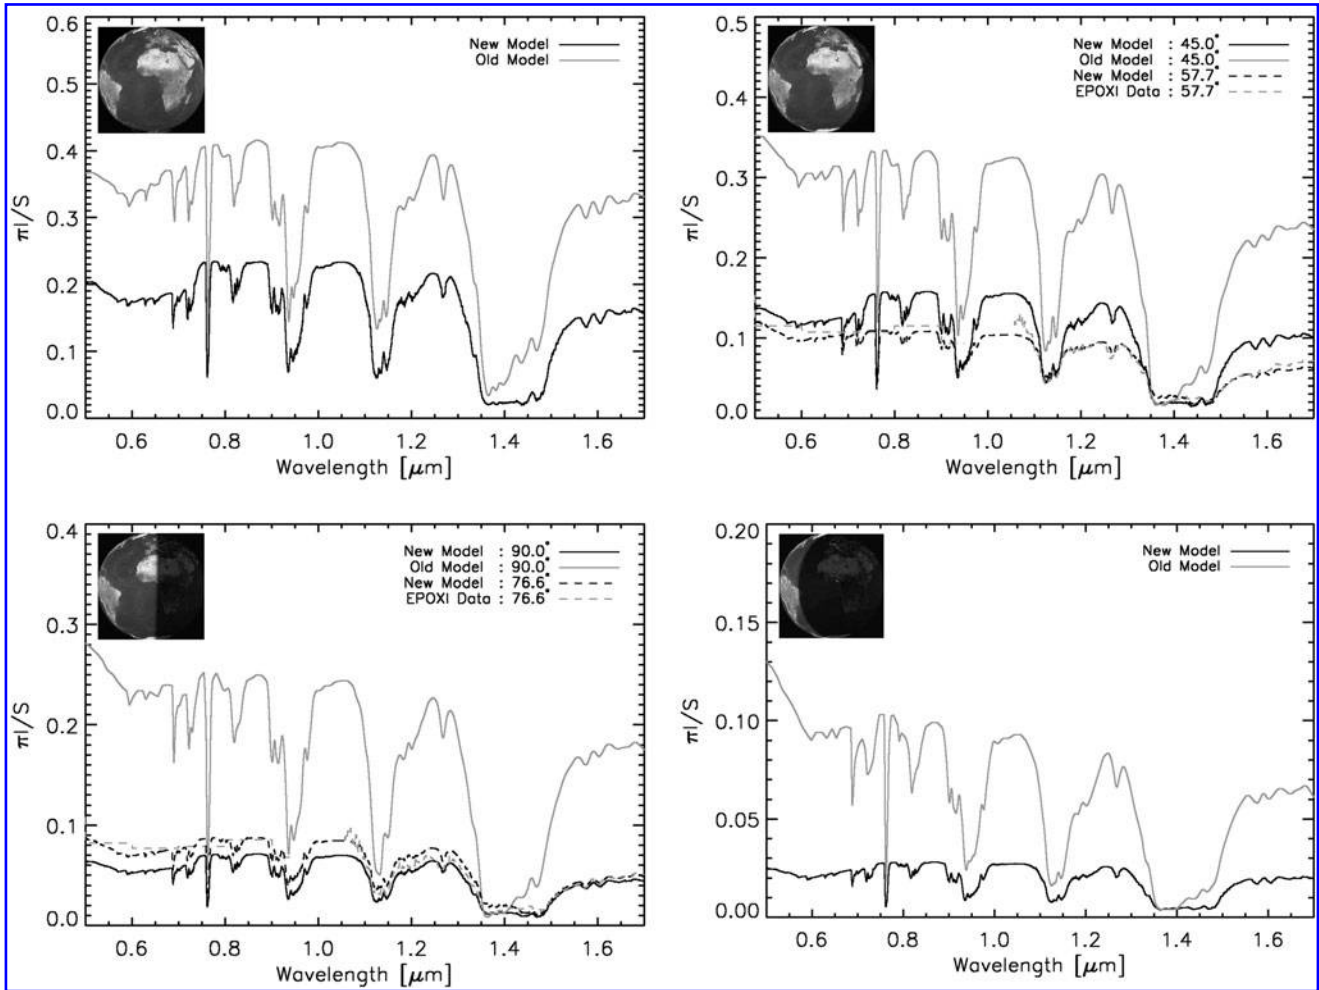 0.6
0.5
0.4
0.3
0.2
0.1
0.0
πI/S
New Model
Old Model
0.6 0.8 1.0 1.2 1.4 1.6
Wavelength [μm]
0.5
0.4
0.3
0.2
0.1
0.0
πI/S
New Model : 45.0°
Old Model : 45.0°
New Model : 57.7°
EPOXI Data : 57.7°
0.6 0.8 1.0 1.2 1.4 1.6
Wavelength [μm]
0.4
0.3
0.2
0.1
0.0
πI/S
New Model : 90.0°
Old Model : 90.0°
New Model : 76.6°
EPOXI Data : 76.6°
0.6 0.8 1.0 1.2 1.4 1.6
Wavelength [μm]
0.20
0.15
0.10
0.05
0.00
πI/S
New Model
Old Model
0.6 0.8 1.0 1.2 1.4 1.6
Wavelength [μm]